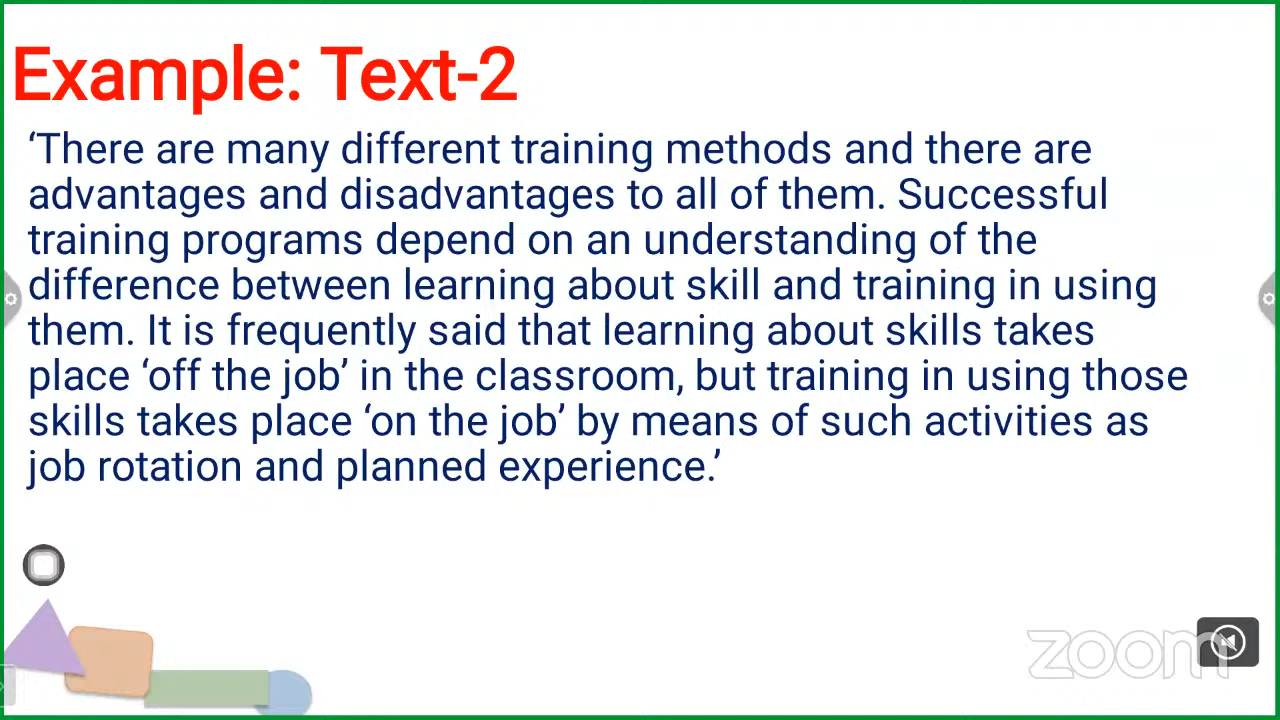 Example: Text-2
‘There are many different training methods and there are
advantages and disadvantages to all of them. Successful
training programs depend on an understanding of the
difference between learning about skill and training in using
them. It is frequently said that learning about skills takes
place ‘off the job’ in the classroom, but training in using those
skills takes place ‘on the job’ by means of such activities as
job rotation and planned experience.’
zoom